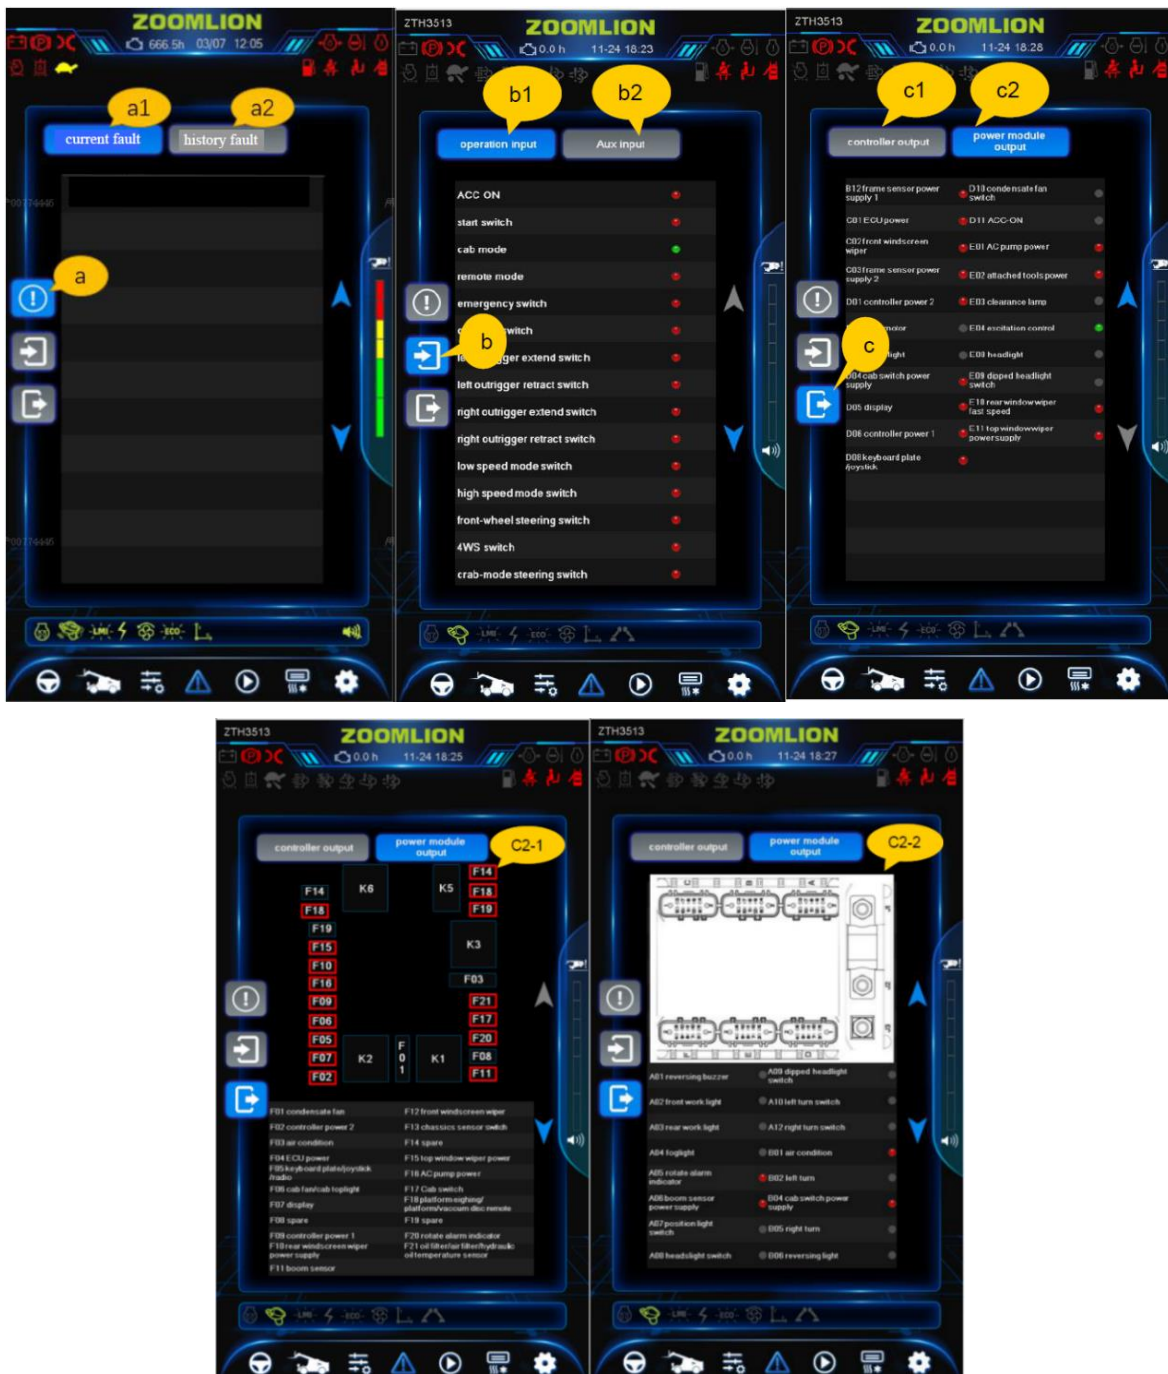 ZOOMLION
666.5h 03/07 12:05
a1
a2
current fault
history fault
a
LMI
ECO
ZTH3513
ZOOMLION
0.0 h 11-24 18:23
b1
b2
operation input
Aux input
ACC ON
start switch
cab mode
remote mode
emergency switch
switch
b
extend switch
left outrigger retract switch
right outrigger extend switch
right outrigger retract switch
low speed mode switch
high speed mode switch
front-wheel steering switch
4WS switch
crab-mode steering switch
LMI
ECO
ZTH3513
ZOOMLION
0.0 h 11-24 18:28
c1
c2
controller output
power module
output
B12 frame sensor power
supply 1
D10 condensate fan
switch
C01 ECU power
D11 ACC-ON
C02 front windscreen
wiper
E01 AC pump power
C03 frame sensor power
supply 2
E02 attached tools power
D01 controller power 2
E03 clearance lamp
E04 excitation control
c
E08 headlight
D04 cab switch power
supply
E09 dipped headlight
switch
D05 display
E10 rear window wiper
fast speed
D06 controller power 1
E11 top window wiper
power supply
D08 keyboard plate
/joystick
LMI
ECO
ZTH3513
ZOOMLION
0.0 h 11-24 18:25
controller output
power module
output
C2-1
F14
K6
K5
F14
F18
F18
F19
F19
F15
K3
F10
F16
F03
F09
F21
F06
F17
F05
F20
F07
K2
F01
K1
F08
F02
F11
F01 condensate fan
F12 front windscreen wiper
F02 controller power 2
F13 chassics sensor switch
F03 air condition
F14 spare
F04 ECU power
F15 top window wiper power
F05 keyboard plate/joystick
/radio
F16 AC pump power
F06 cab fan/cab toplight
F17 Cab switch
F07 display
F18 platform eighing/
platform/vaccum disc remote
F08 spare
F19 spare
F09 controller power 1
F20 rotate alarm indicator
F10 rear windscreen wiper
power supply
F21 oil filter/air filter/hydraulic
oil temperature sensor
F11 boom sensor
LMI
ECO
ZTH3513
ZOOMLION
0.0 h 11-24 18:27
controller output
power module
output
C2-2
A01 reversing buzzer
A09 dipped headlight
switch
A02 front work light
A10 left turn switch
A03 rear work light
A12 right turn switch
A04 foglight
B01 air condition
A05 rotate alarm
indicator
B02 left turn
A06 boom sensor
power supply
B04 cab switch power
supply
A07 position light
switch
B05 right turn
A08 headslight switch
B06 reversing light
LMI
ECO